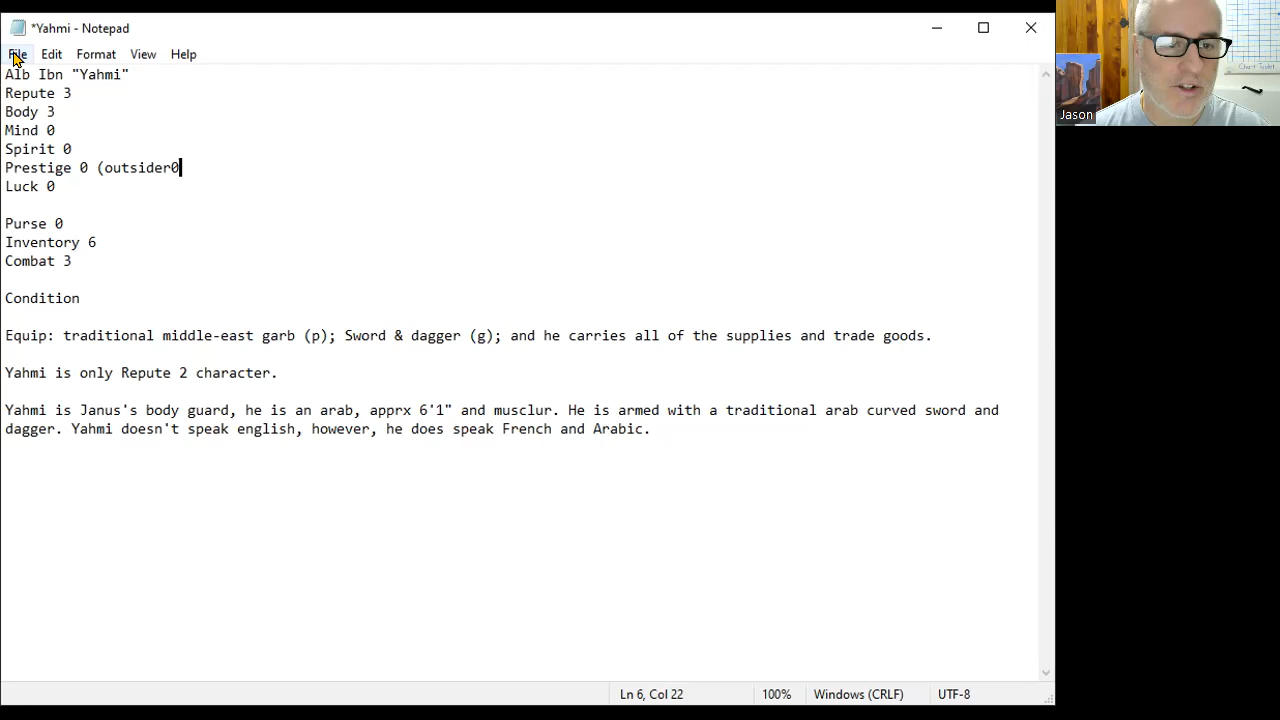 *Yahmi - Notepad
File Edit Format View Help
Alb Ibn "Yahmi"
Repute 3
Body 3
Mind 0
Spirit 0
Prestige 0 (outsider0
Luck 0
Purse 0
Inventory 6
Combat 3
Condition
Equip: traditional middle-east garb (p); Sword & dagger (g); and he carries all of the supplies and trade goods.
Yahmi is only Repute 2 character.
Yahmi is Janus's body guard, he is an arab, apprx 6'1" and musclur. He is armed with a traditional arab curved sword and
dagger. Yahmi doesn't speak english, however, he does speak French and Arabic.
Ln 6, Col 22 100% Windows (CRLF) UTF-8
Chart Tablet
Jason